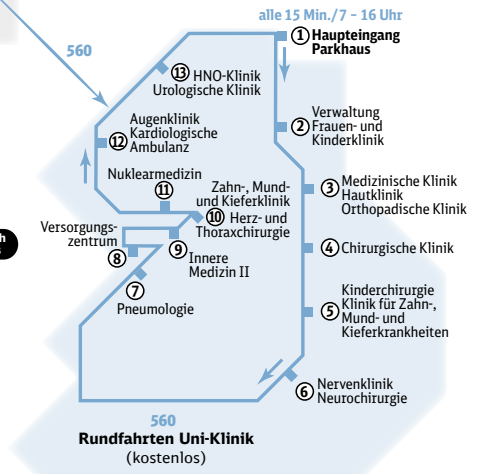 alle 15 Min./7 – 16 Uhr
560
1 Haupteingang
Parkhaus
13 HNO-Klinik
Urologische Klinik
2 Verwaltung
Frauen- und
Kinderklinik
12 Augenklinik
Kardiologische
Ambulanz
Nuklearmedizin
11
3 Medizinische Klinik
Hautklinik
Orthopadische Klinik
Zahn-, Mund-
und Kieferklinik
10 Herz- und
Thoraxchirurgie
Versorgungs-
zentrum
8
9 Innere
Medizin II
4 Chirurgische Klinik
7
Pneumologie
5 Kinderchirurgie
Klinik für Zahn-,
Mund- und
Kieferkrankheiten
6 Nervenklinik
Neurochirurgie
560
Rundfahrten Uni-Klinik
(kostenlos)